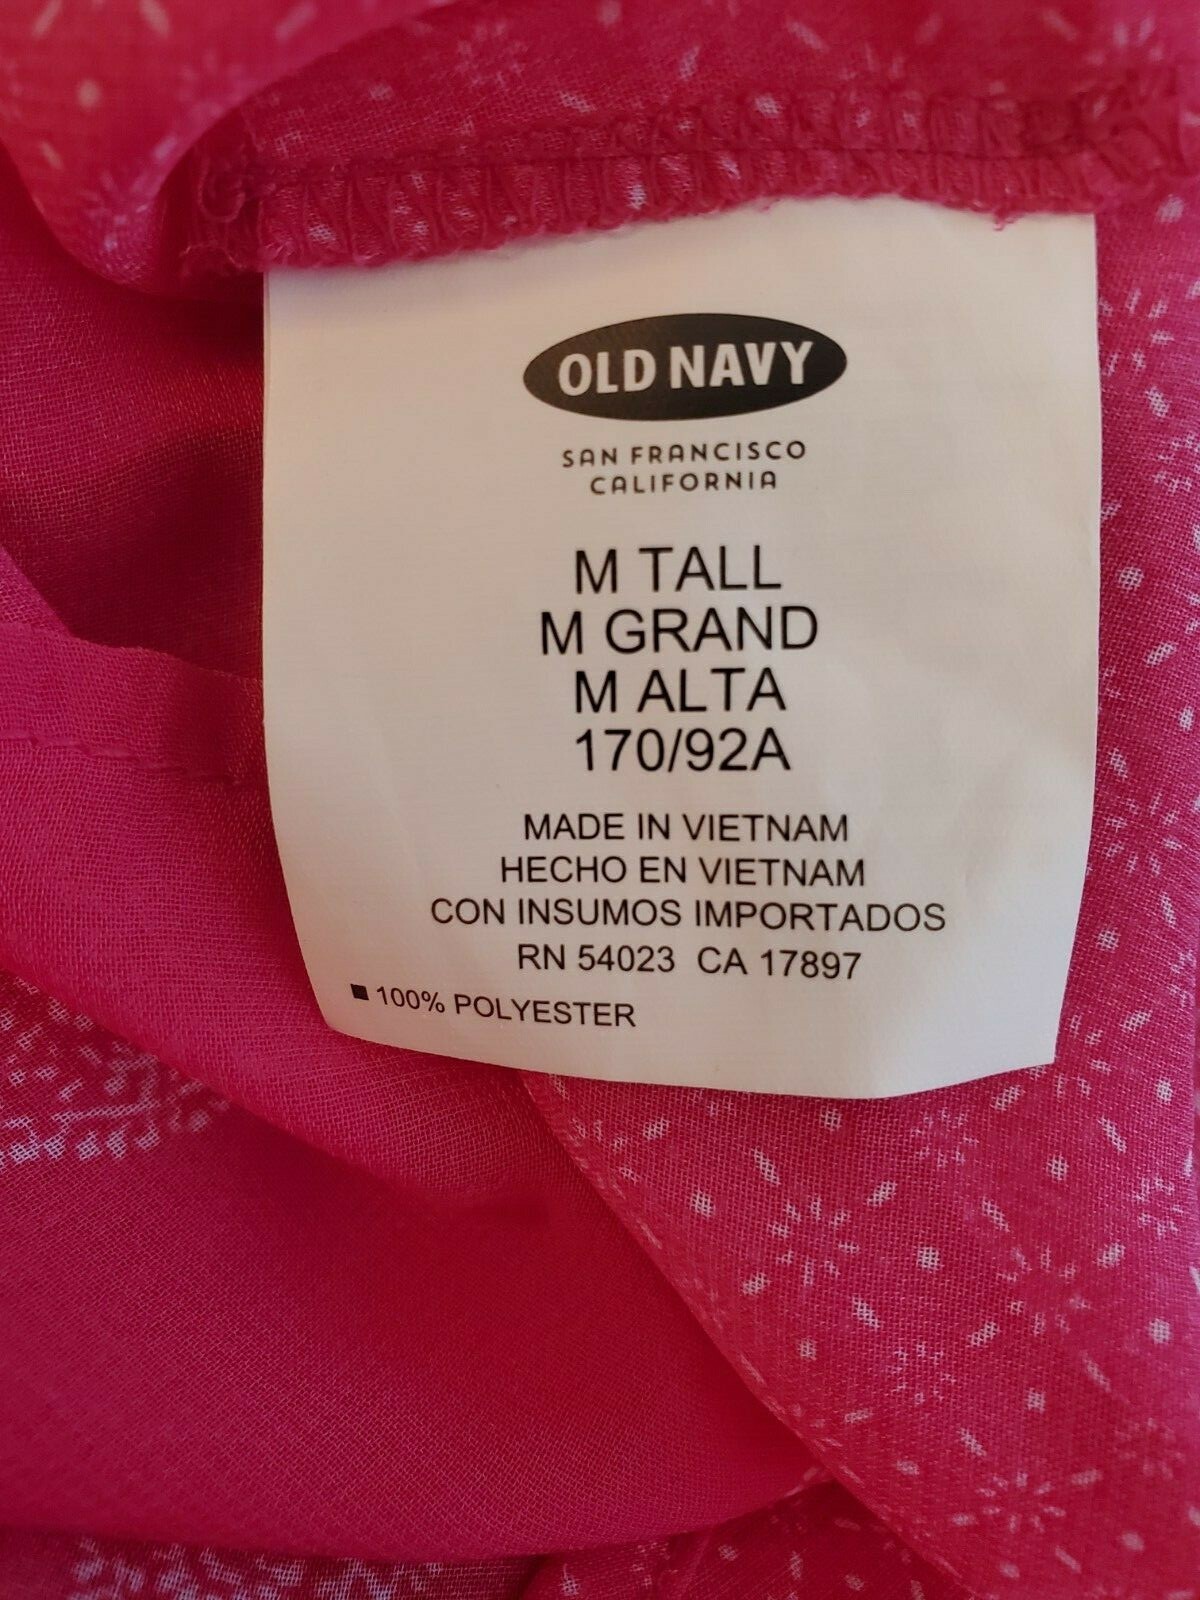 OLD NAVY
SAN FRANCISCO
CALIFORNIA
M TALL
M GRAND
M ALTA
170/92A
MADE IN VIETNAM
HECHO EN VIETNAM
CON INSUMOS IMPORTADOS
RN 54023 CA 17897
■ 100% POLYESTER